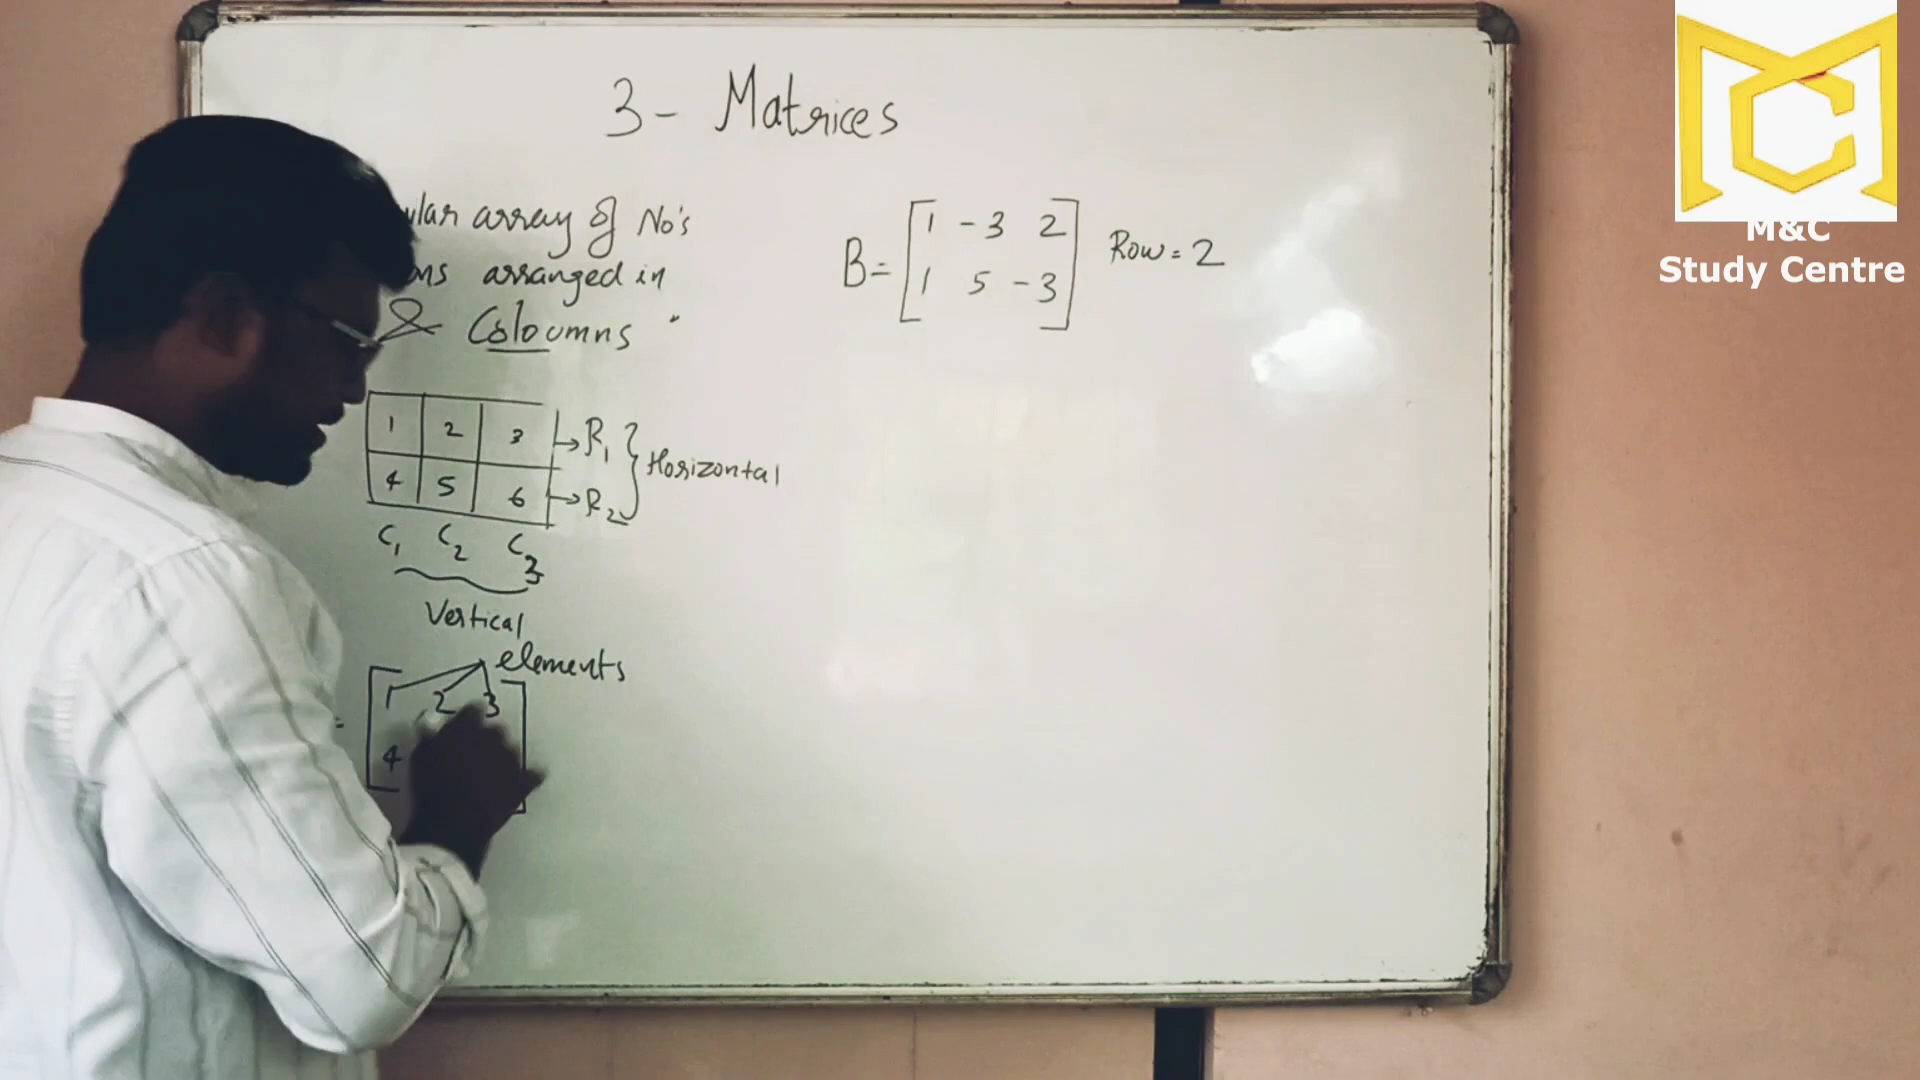 3 - Matrices
ular array of No's
ons arranged in
& Coloumns "
1 2 3 → R1
4 5 6 → R2
} Horizontal
C1 C2 C3
Vertical
elements
= [ 1 2 3
4 ]
B = [ 1 -3 2
1 5 -3 ]
Row = 2
M&C
Study Centre